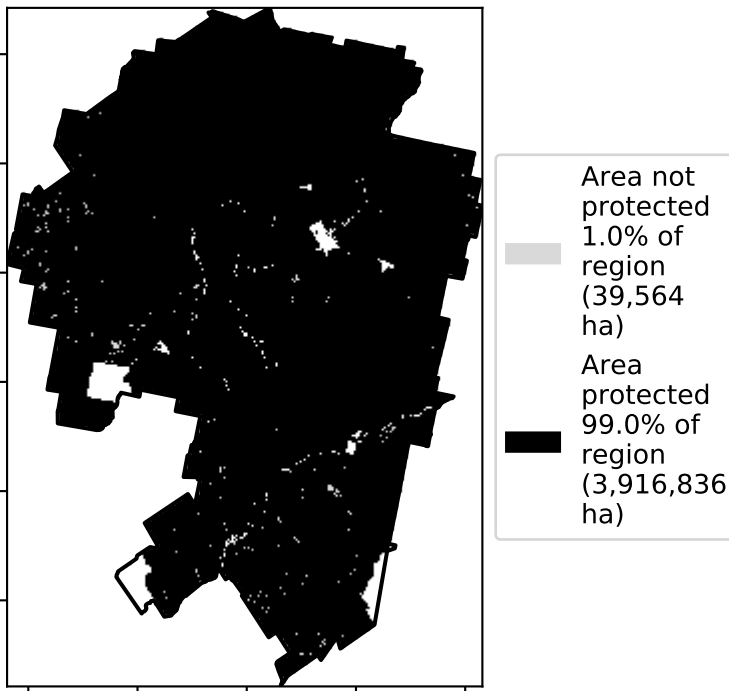 Area not
protected
1.0% of
region
(39,564
ha)
Area
protected
99.0% of
region
(3,916,836
ha)